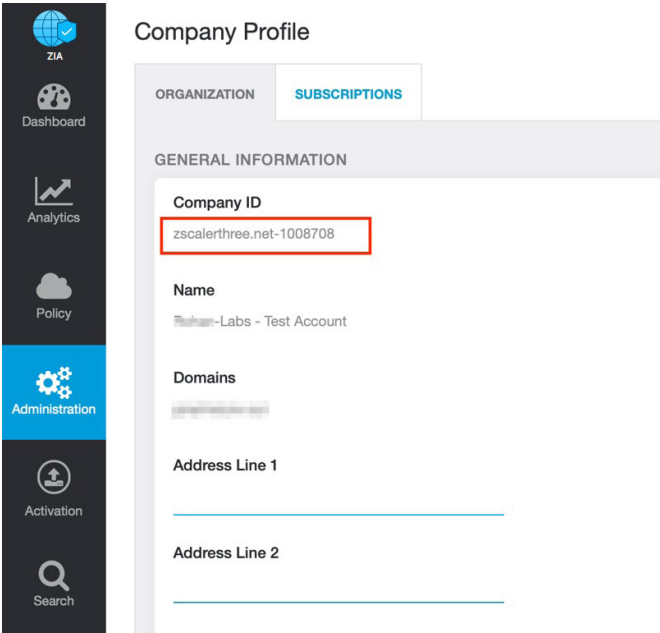 ZIA
Dashboard
Analytics
Policy
Administration
Activation
Search
Company Profile
ORGANIZATION
SUBSCRIPTIONS
GENERAL INFORMATION
Company ID
zscalerthree.net-1008708
Name
-Labs - Test Account
Domains
Address Line 1
Address Line 2